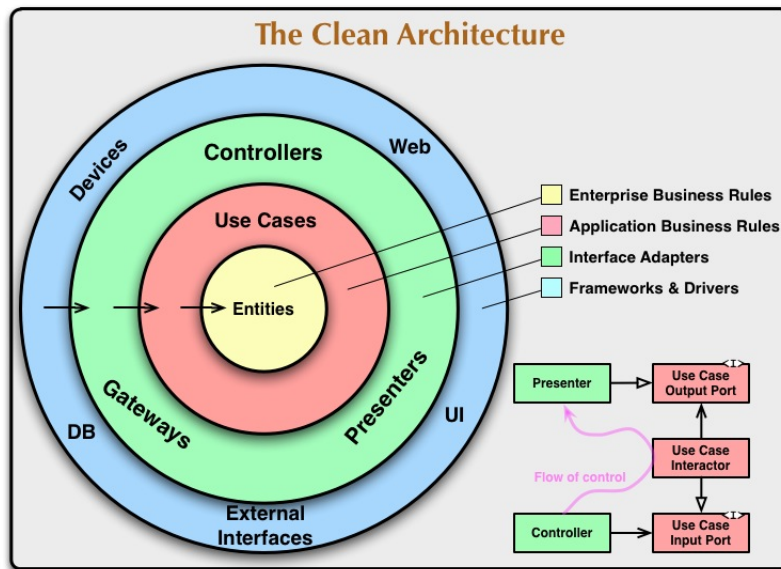 The Clean Architecture
Devices
Web
Controllers
Use Cases
Entities
Gateways
Presenters
DB
UI
External
Interfaces
Enterprise Business Rules
Application Business Rules
Interface Adapters
Frameworks & Drivers
Presenter
<I>
Use Case
Output Port
Use Case
Interactor
Flow of control
Controller
<I>
Use Case
Input Port